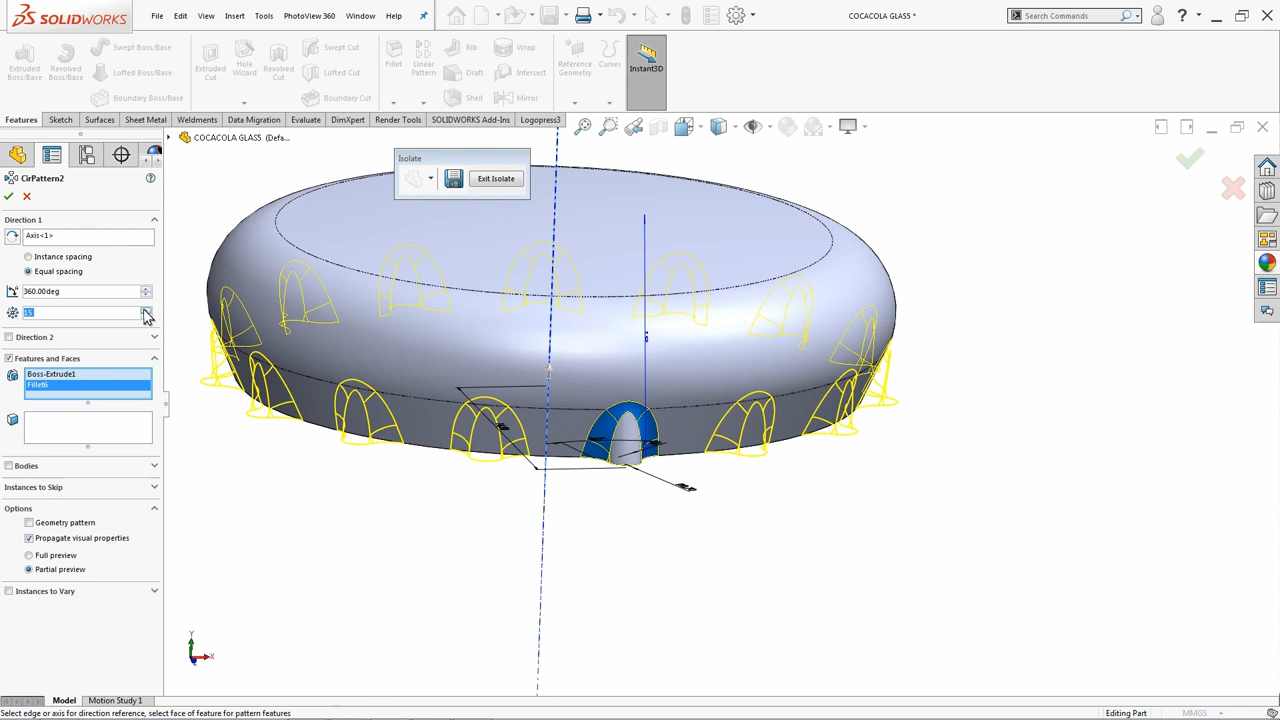 SOLIDWORKS
File Edit View Insert Tools PhotoView 360 Window Help
COCACOLA GLAS5 *
Search Commands
Extruded Boss/Base
Revolved Boss/Base
Swept Boss/Base
Lofted Boss/Base
Boundary Boss/Base
Extruded Cut
Hole Wizard
Revolved Cut
Swept Cut
Lofted Cut
Boundary Cut
Fillet
Linear Pattern
Rib
Draft
Shell
Wrap
Intersect
Mirror
Reference Geometry
Curves
Instant3D
Features Sketch Surfaces Sheet Metal Weldments Data Migration Evaluate DimXpert Render Tools SOLIDWORKS Add-Ins Logopress3
COCACOLA GLAS5 (Defa...
Isolate
Exit Isolate
CirPattern2
Direction 1
Axis<1>
Instance spacing
Equal spacing
360.00deg
15
Direction 2
Features and Faces
Boss-Extrude1
Fillet6
Bodies
Instances to Skip
Options
Geometry pattern
Propagate visual properties
Full preview
Partial preview
Instances to Vary
Y
X
Model Motion Study 1
Select edge or axis for direction reference, select face of feature for pattern features
Editing Part
MMGS